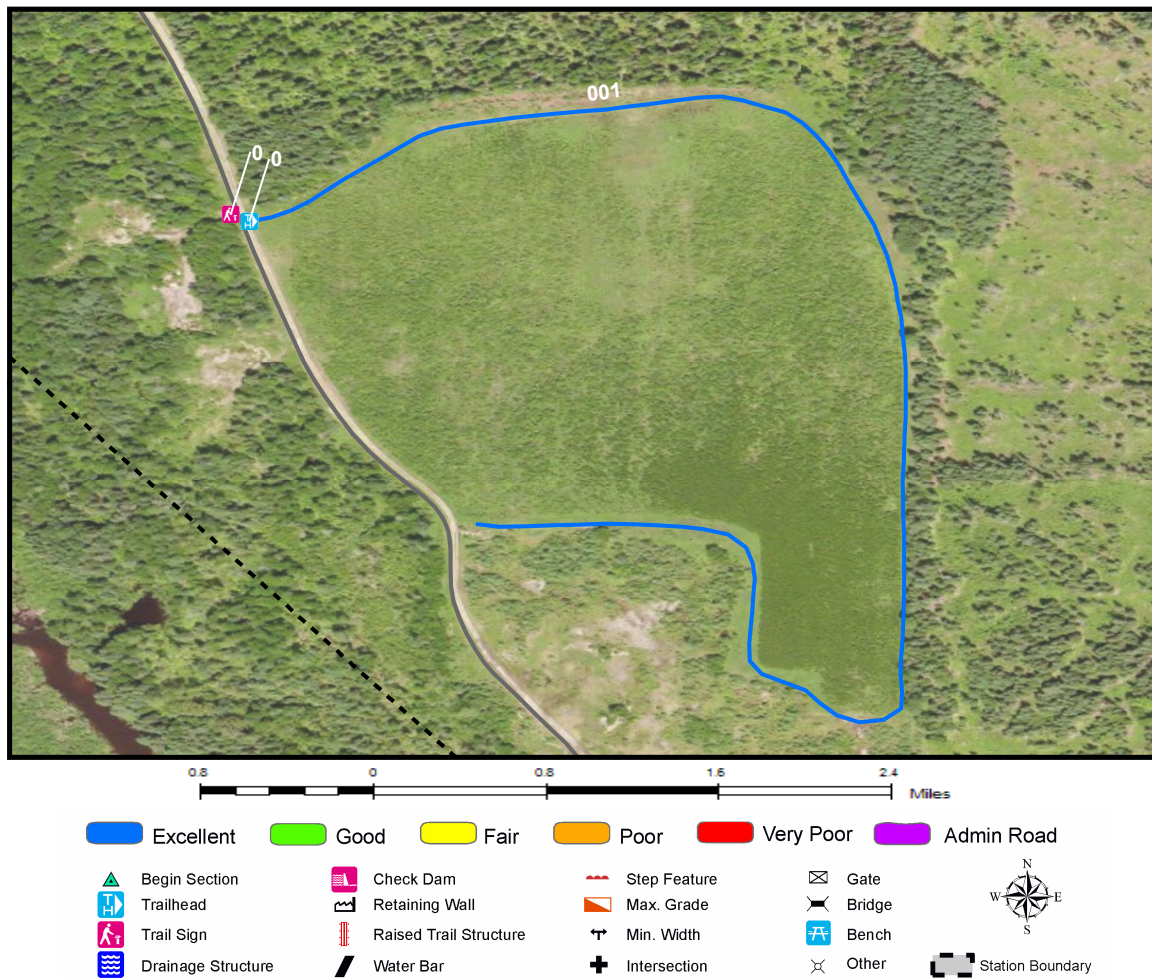 001
0 0
0.8 0 0.8 1.6 2.4
Miles
Excellent Good Fair Poor Very Poor Admin Road
Begin Section Check Dam Step Feature Gate
N
TH Trailhead Retaining Wall Max. Grade Bridge
W E
T Trail Sign Raised Trail Structure Min. Width Bench
S
Drainage Structure Water Bar Intersection Other Station Boundary